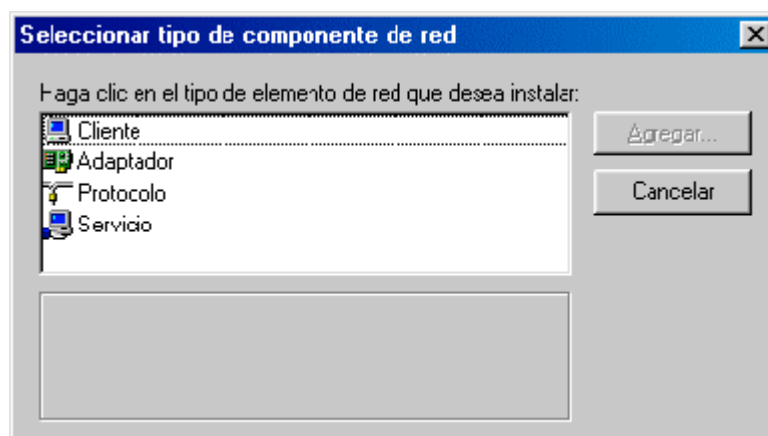 Seleccionar tipo de componente de red
Haga clic en el tipo de elemento de red que desea instalar:
Cliente
Adaptador
Protocolo
Servicio
Agregar...
Cancelar